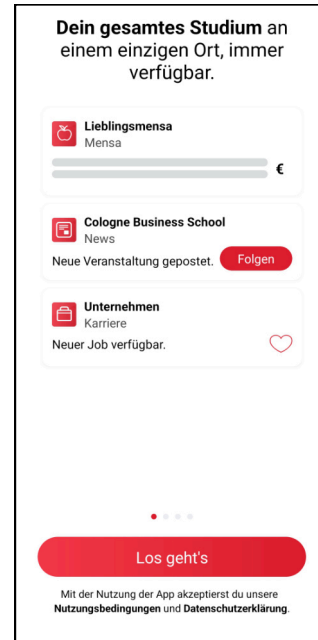 Dein gesamtes Studium an
einem einzigen Ort, immer
verfügbar.
Lieblingsmensa
Mensa
€
Cologne Business School
News
Neue Veranstaltung gepostet.
Folgen
Unternehmen
Karriere
Neuer Job verfügbar.
Los geht's
Mit der Nutzung der App akzeptierst du unsere
Nutzungsbedingungen und Datenschutzerklärung.